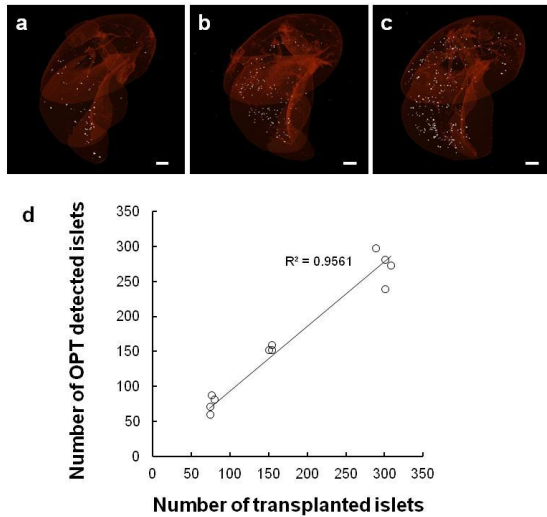 a
b
c
d
Number of OPT detected islets
350
300
250
200
150
100
50
0
R² = 0.9561
0 50 100 150 200 250 300 350
Number of transplanted islets